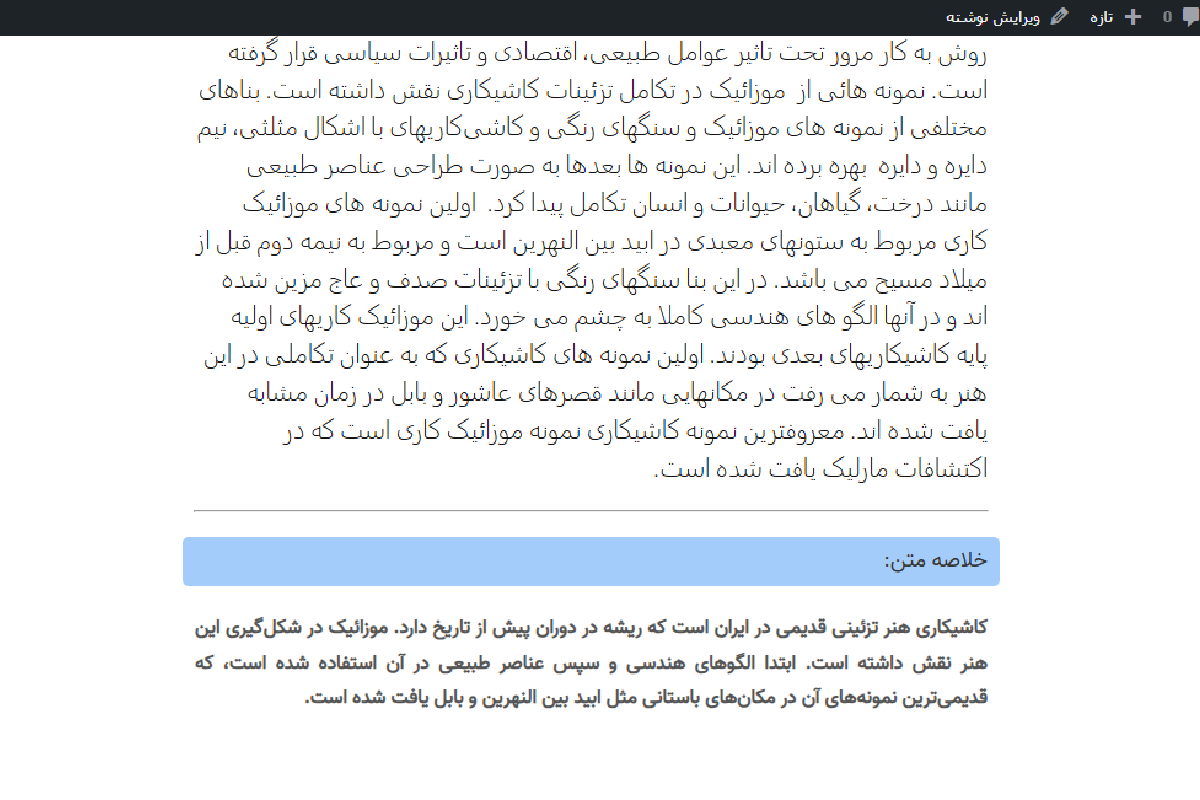 0 تازه ویرایش نوشته
روش به کار مرور تحت تاثیر عوامل طبیعی، اقتصادی و تاثیرات سیاسی قرار گرفته
است. نمونه هائی از  موزائیک در تکامل تزئینات کاشیکاری نقش داشته است. بناهای
مختلفی از نمونه های موزائیک و سنگهای رنگی و کاشی‌کاریهای با اشکال مثلثی، نیم
دایره و دایره  بهره برده اند. این نمونه ها بعدها به صورت طراحی عناصر طبیعی
مانند درخت، گیاهان، حیوانات و انسان تکامل پیدا کرد.  اولین نمونه های موزائیک
کاری مربوط به ستونهای معبدی در ابید بین النهرین است و مربوط به نیمه دوم قبل از
میلاد مسیح می باشد. در این بنا سنگهای رنگی با تزئینات صدف و عاج مزین شده
اند و در آنها الگو های هندسی کاملا به چشم می خورد. این موزائیک کاریهای اولیه
پایه کاشیکاریهای بعدی بودند. اولین نمونه های کاشیکاری که به عنوان تکاملی در این
هنر به شمار می رفت در مکانهایی مانند قصرهای عاشور و بابل در زمان مشابه
یافت شده اند. معروفترین نمونه کاشیکاری نمونه موزائیک کاری است که در
اکتشافات مارلیک یافت شده است.
خلاصه متن:
کاشیکاری هنر تزئینی قدیمی در ایران است که ریشه در دوران پیش از تاریخ دارد. موزائیک در شکل‌گیری این
هنر نقش داشته است. ابتدا الگوهای هندسی و سپس عناصر طبیعی در آن استفاده شده است، که
قدیمی‌ترین نمونه‌های آن در مکان‌های باستانی مثل ابید بین النهرین و بابل یافت شده است.